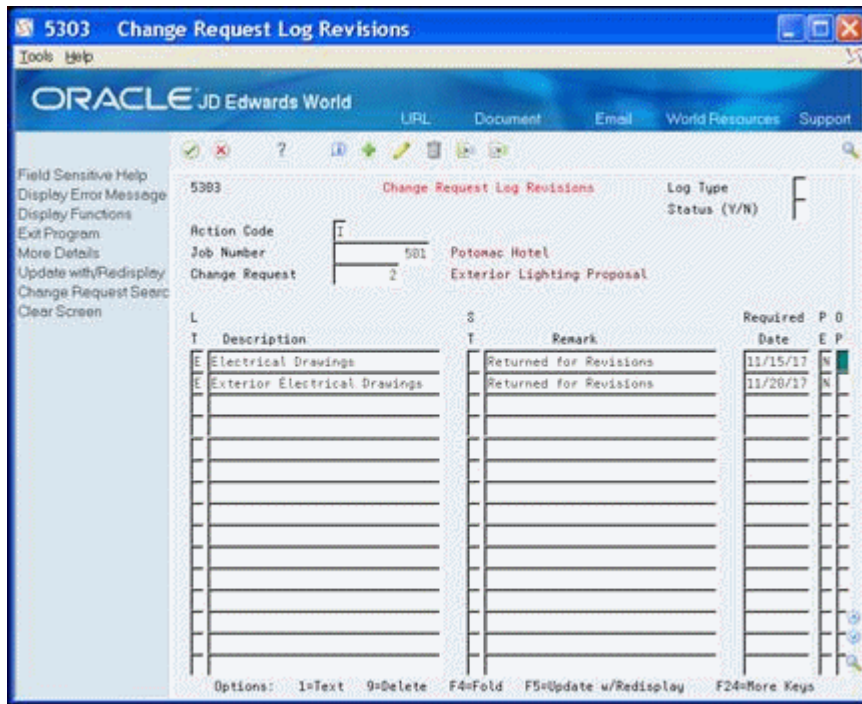 5303 Change Request Log Revisions
Tools Help
ORACLE JD Edwards World
URL Document Email World Resources Support
Field Sensitive Help
Display Error Message
Display Functions
Exit Program
More Details
Update with/Redisplay
Change Request Searc
Clear Screen
5303 Change Request Log Revisions Log Type
Status (Y/N)
Action Code I
Job Number 501 Potomac Hotel
Change Request 2 Exterior Lighting Proposal
L S Required P O
T Description T Remark Date E P
E Electrical Drawings Returned for Revisions 11/15/17 N
E Exterior Electrical Drawings Returned for Revisions 11/20/17 N
Options: 1=Text 9=Delete F4=Fold F5=Update w/Redisplay F24=More Keys